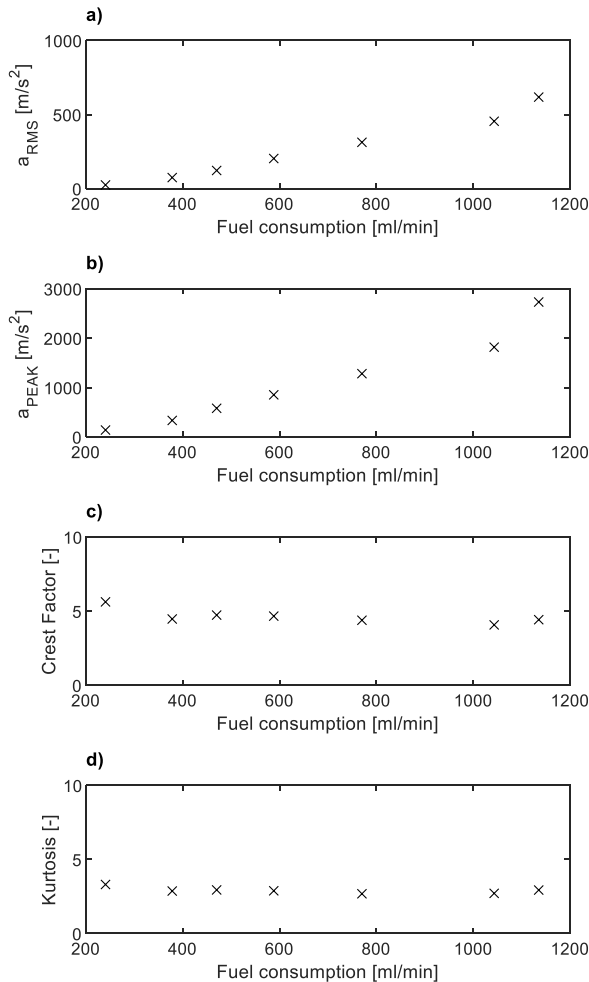 a)
1000
500
0
a_RMS [m/s²]
200 400 600 800 1000 1200
Fuel consumption [ml/min]
b)
3000
2000
1000
0
a_PEAK [m/s²]
200 400 600 800 1000 1200
Fuel consumption [ml/min]
c)
10
5
0
Crest Factor [-]
200 400 600 800 1000 1200
Fuel consumption [ml/min]
d)
10
5
0
Kurtosis [-]
200 400 600 800 1000 1200
Fuel consumption [ml/min]